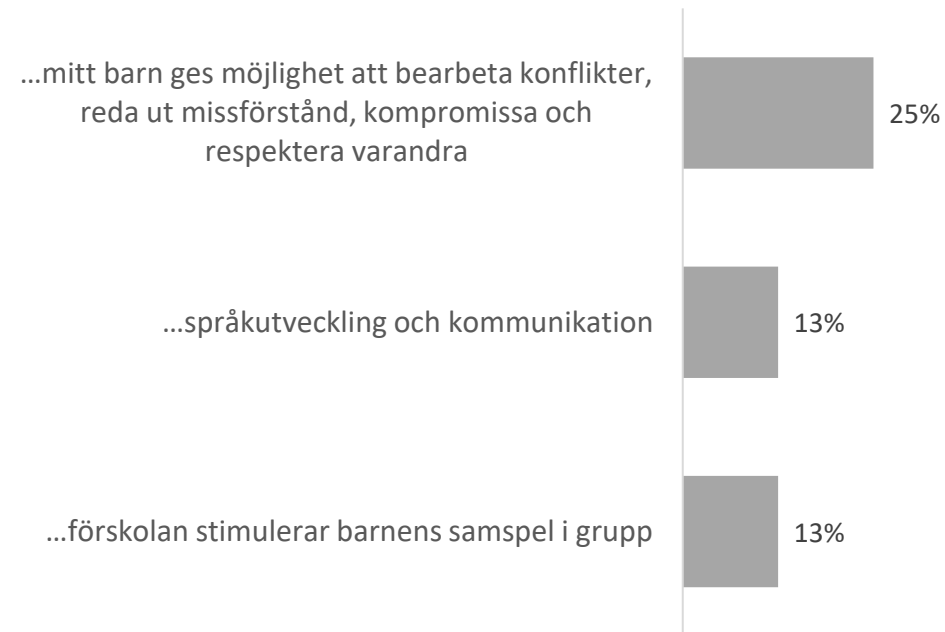 …mitt barn ges möjlighet att bearbeta konflikter,
reda ut missförstånd, kompromissa och
respektera varandra
25%
…språkutveckling och kommunikation
13%
…förskolan stimulerar barnens samspel i grupp
13%